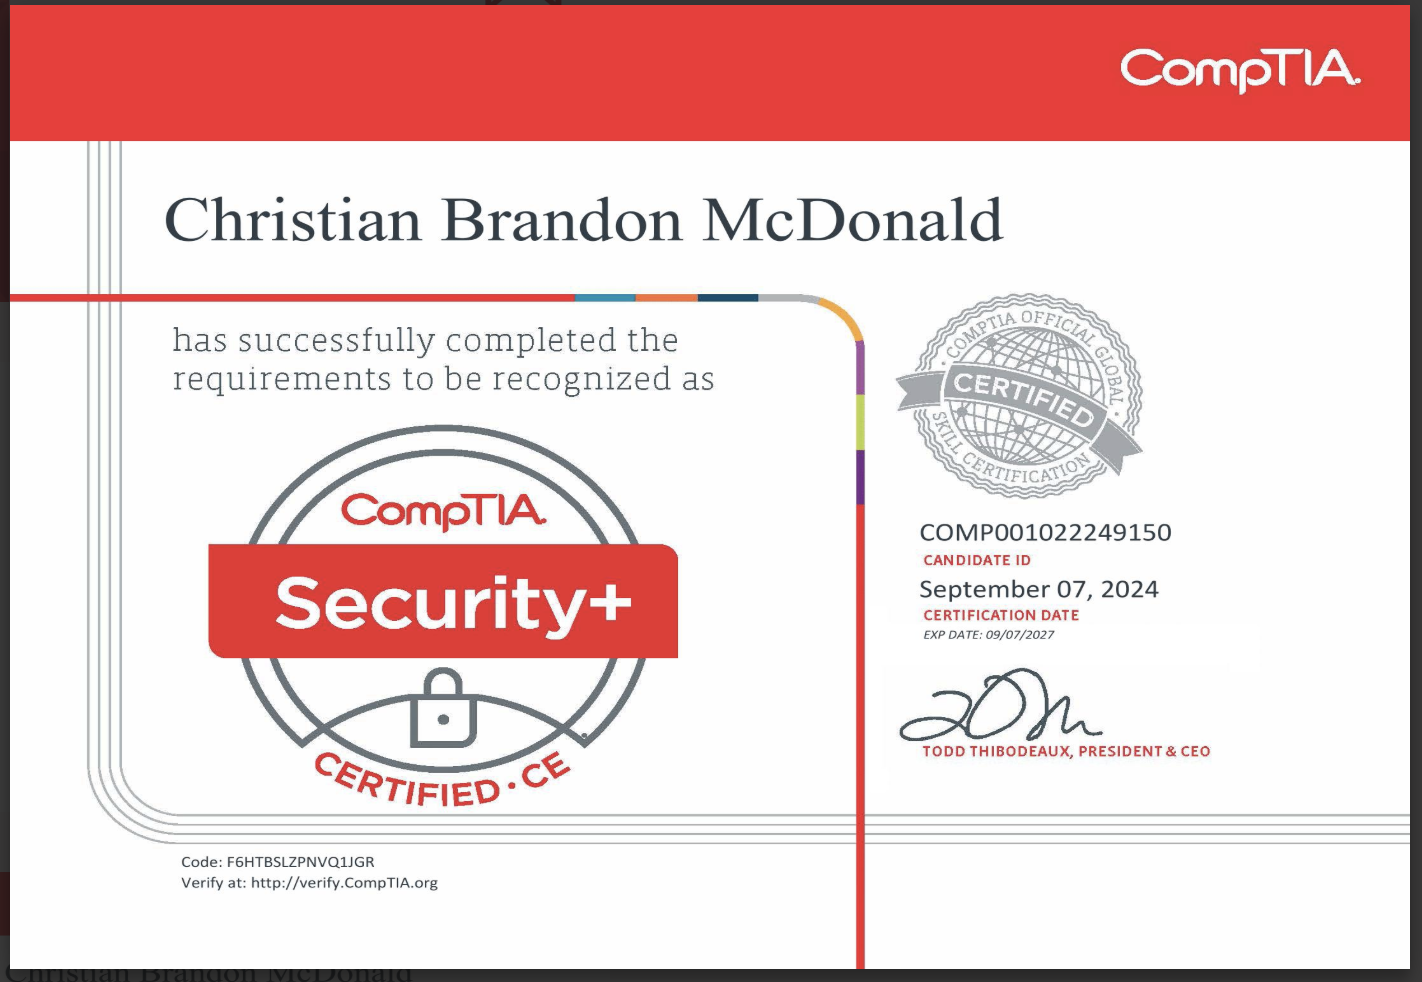 CompTIA.
Christian Brandon McDonald
has successfully completed the
requirements to be recognized as
CompTIA.
Security+
CERTIFIED · CE
· COMPTIA OFFICIAL GLOBAL ·
CERTIFIED
SKILL CERTIFICATION
COMP001022249150
CANDIDATE ID
September 07, 2024
CERTIFICATION DATE
EXP DATE: 09/07/2027
TODD THIBODEAUX, PRESIDENT & CEO
Code: F6HTBSLZPNVQ1JGR
Verify at: http://verify.CompTIA.org
Christian Brandon McDonald